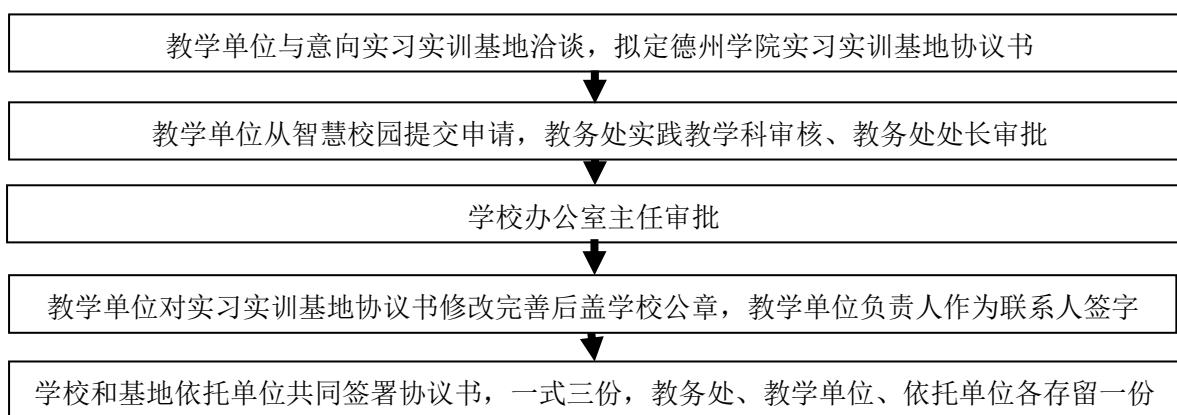 教学单位与意向实习实训基地洽谈，拟定德州学院实习实训基地协议书
教学单位从智慧校园提交申请，教务处实践教学科审核、教务处处长审批
学校办公室主任审批
教学单位对实习实训基地协议书修改完善后盖学校公章，教学单位负责人作为联系人签字
学校和基地依托单位共同签署协议书，一式三份，教务处、教学单位、依托单位各存留一份